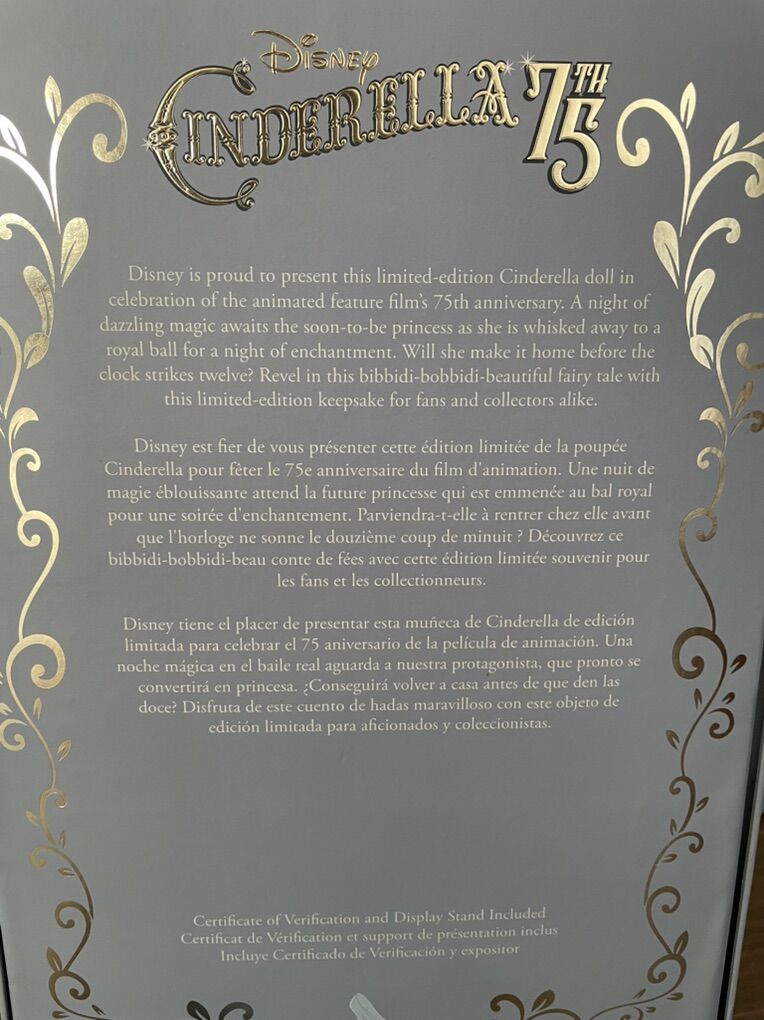 Disney
CINDERELLA 75TH
Disney is proud to present this limited-edition Cinderella doll in
celebration of the animated feature film's 75th anniversary. A night of
dazzling magic awaits the soon-to-be princess as she is whisked away to a
royal ball for a night of enchantment. Will she make it home before the
clock strikes twelve? Revel in this bibbidi-bobbidi-beautiful fairy tale with
this limited-edition keepsake for fans and collectors alike.
Disney est fier de vous présenter cette édition limitée de la poupée
Cinderella pour fêter le 75e anniversaire du film d'animation. Une nuit de
magie éblouissante attend la future princesse qui est emmenée au bal royal
pour une soirée d'enchantement. Parviendra-t-elle à rentrer chez elle avant
que l'horloge ne sonne le douzième coup de minuit ? Découvrez ce
bibbidi-bobbidi-beau conte de fées avec cette édition limitée souvenir pour
les fans et les collectionneurs.
Disney tiene el placer de presentar esta muñeca de Cinderella de edición
limitada para celebrar el 75 aniversario de la película de animación. Una
noche mágica en el baile real aguarda a nuestra protagonista, que pronto se
convertirá en princesa. ¿Conseguirá volver a casa antes de que den las
doce? Disfruta de este cuento de hadas maravilloso con este objeto de
edición limitada para aficionados y coleccionistas.
Certificate of Verification and Display Stand Included
Certificat de Vérification et support de présentation inclus
Incluye Certificado de Verificación y expositor